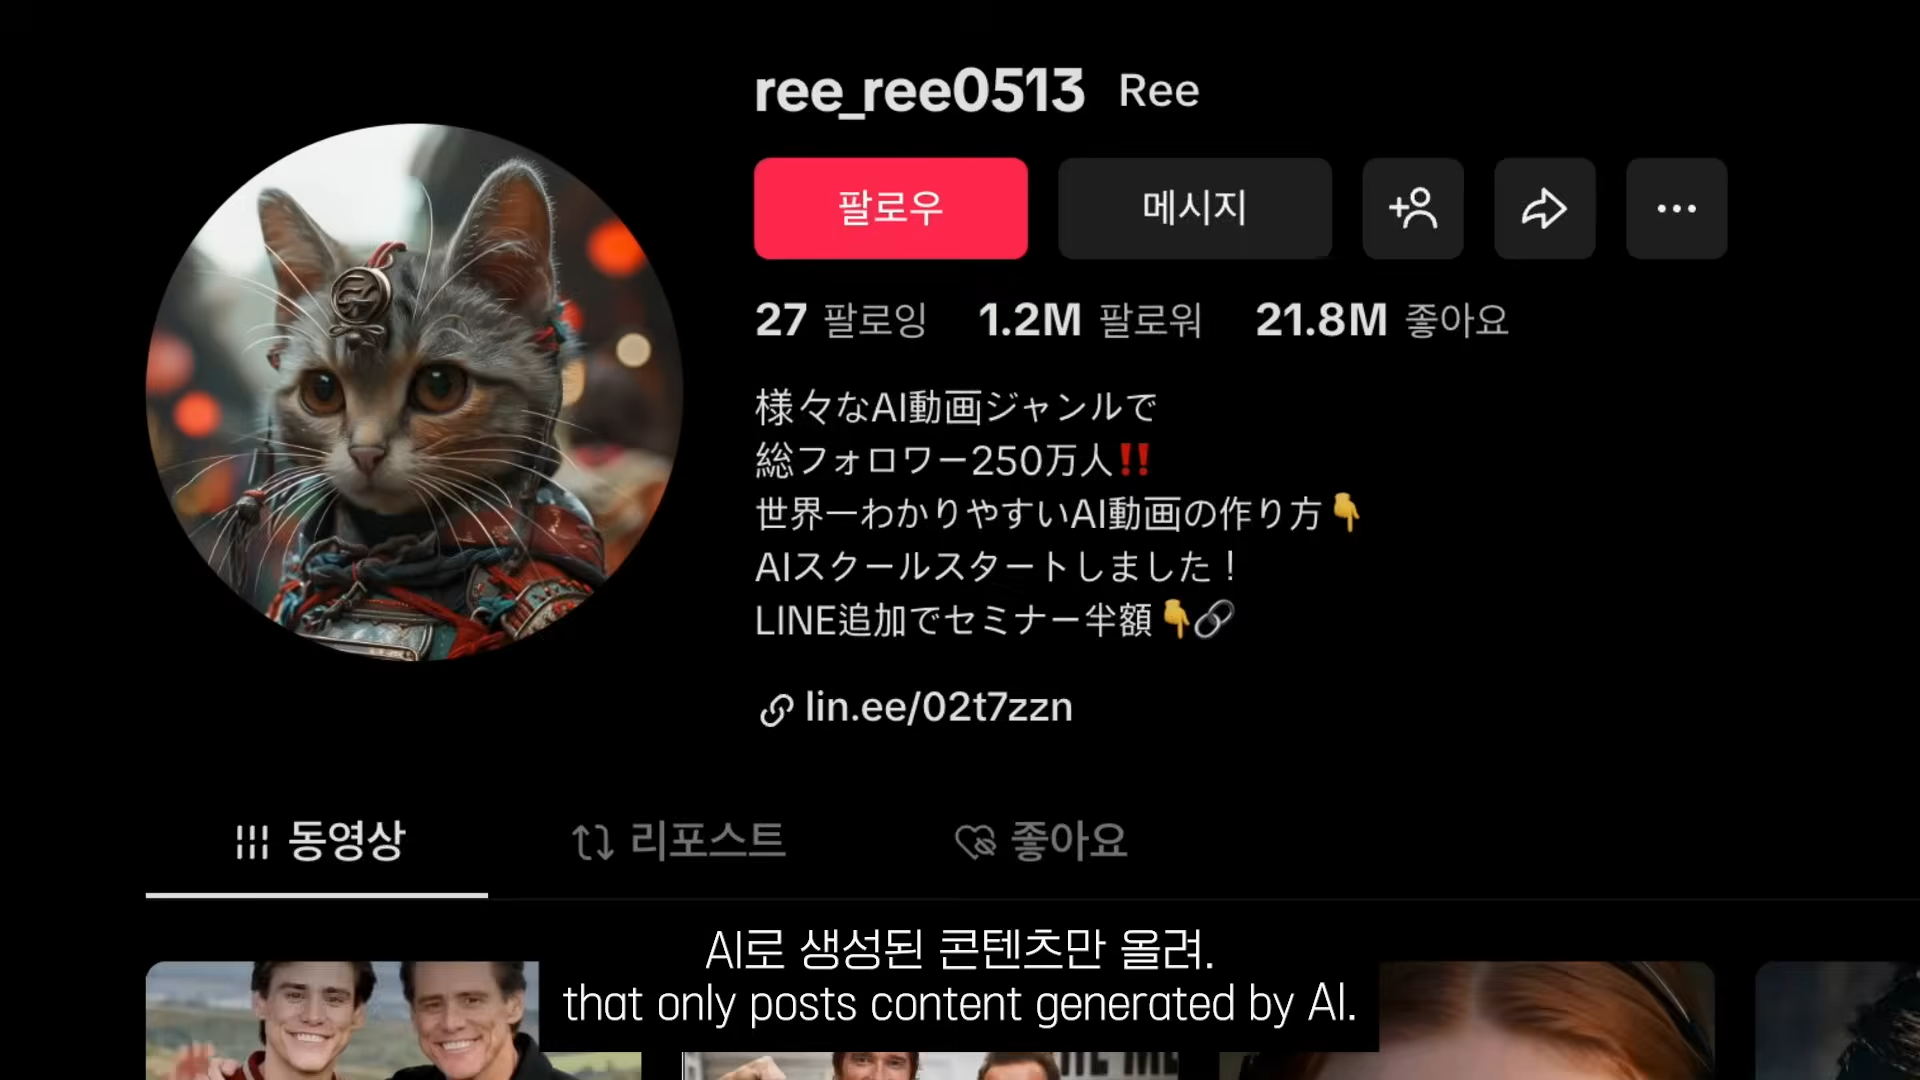 ree_ree0513 Ree
팔로우 메시지
27 팔로잉 1.2M 팔로워 21.8M 좋아요
様々なAI動画ジャンルで
総フォロワー250万人‼️
世界一わかりやすいAI動画の作り方👇
AIスクールスタートしました！
LINE追加でセミナー半額👇🔗
lin.ee/02t7zzn
동영상 리포스트 좋아요
AI로 생성된 콘텐츠만 올려.
that only posts content generated by AI.